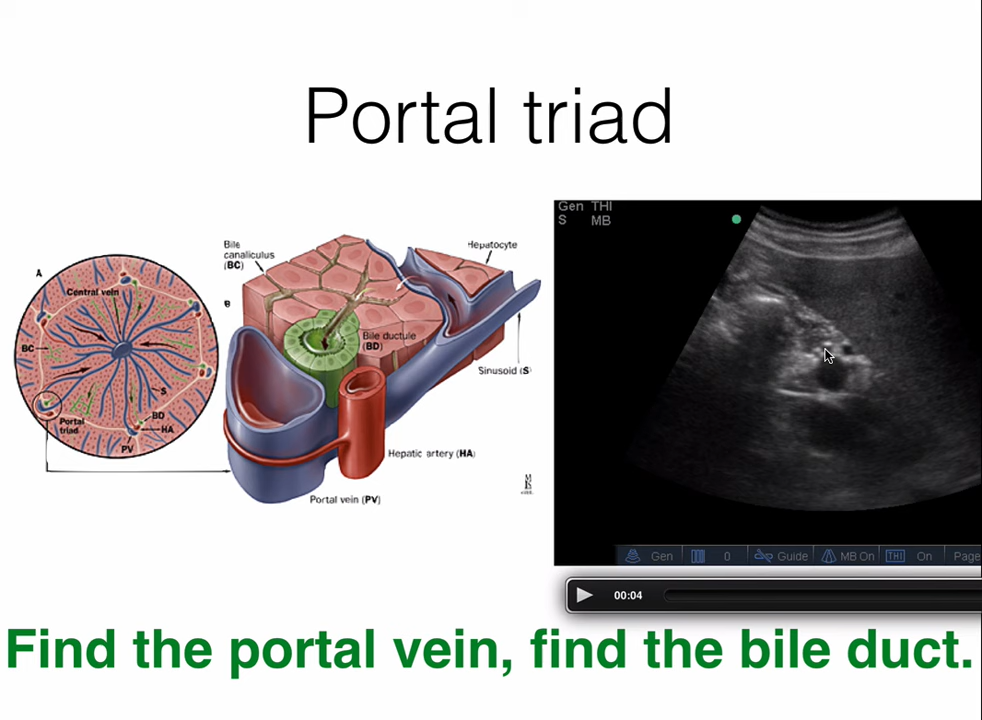 Portal triad
A
Central vein
BC
S
BD
HA
Portal
triad
PV
Bile
canaliculus
(BC)
B
Hepatocyte
Bile ductule
(BD)
Sinusoid (S)
Hepatic artery (HA)
Portal vein (PV)
Gen THI
S MB
Gen 0 Guide MB On THI On Page
00:04
Find the portal vein, find the bile duct.